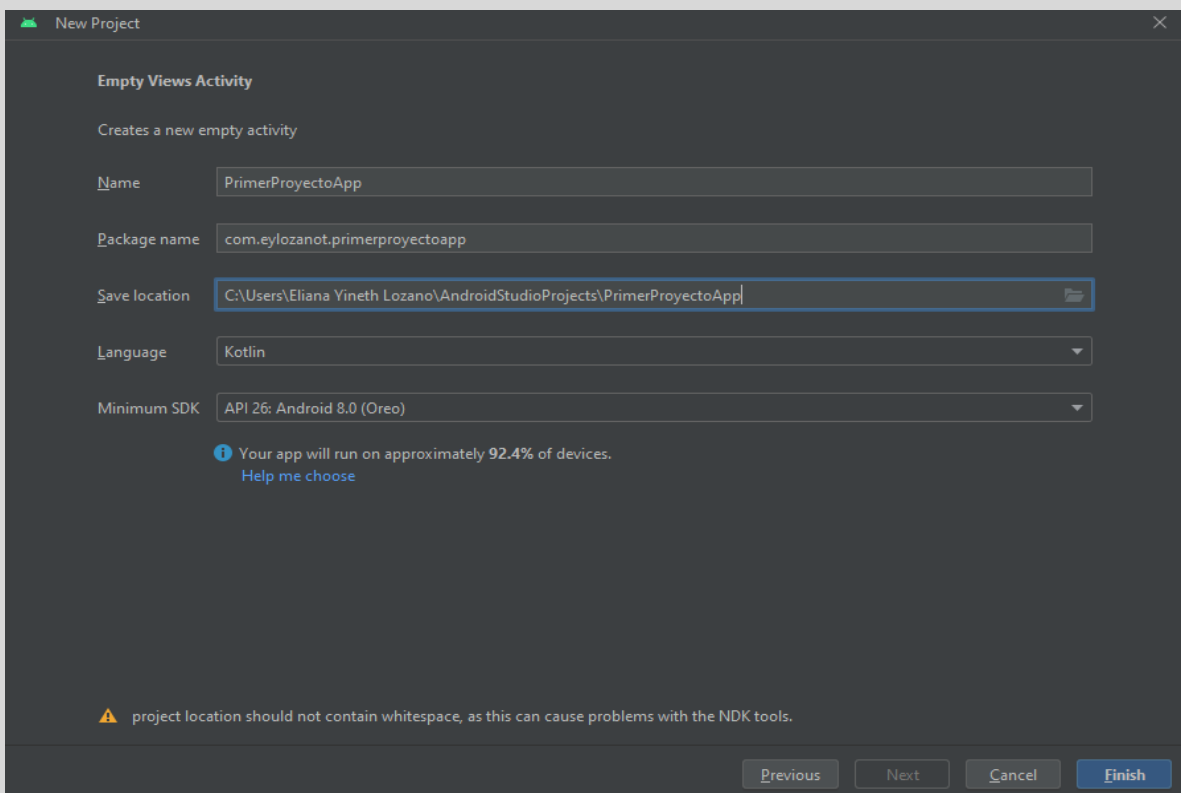 New Project
Empty Views Activity
Creates a new empty activity
Name PrimerProyectoApp
Package name com.eylozanot.primerproyectoapp
Save location C:\Users\Eliana Yineth Lozano\AndroidStudioProjects\PrimerProyectoApp
Language Kotlin
Minimum SDK API 26: Android 8.0 (Oreo)
Your app will run on approximately 92.4% of devices.
Help me choose
project location should not contain whitespace, as this can cause problems with the NDK tools.
Previous Next Cancel Finish